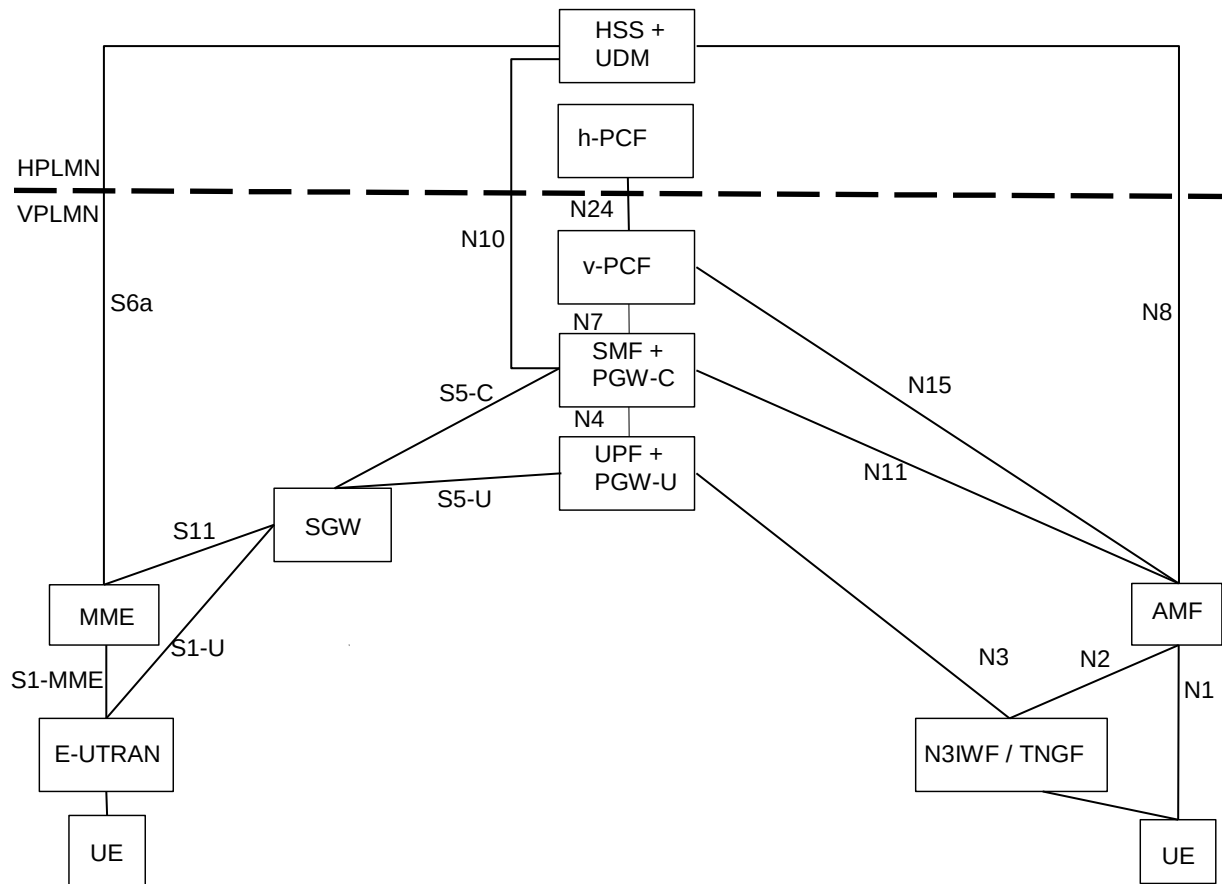 HSS +
UDM
h-PCF
HPLMN
VPLMN
N24
N10
v-PCF
S6a
N8
N7
SMF +
PGW-C
N15
S5-C
N4
UPF +
PGW-U
N11
S5-U
SGW
S11
MME
AMF
S1-U
N3
N2
S1-MME
N1
E-UTRAN
N3IWF / TNGF
UE
UE